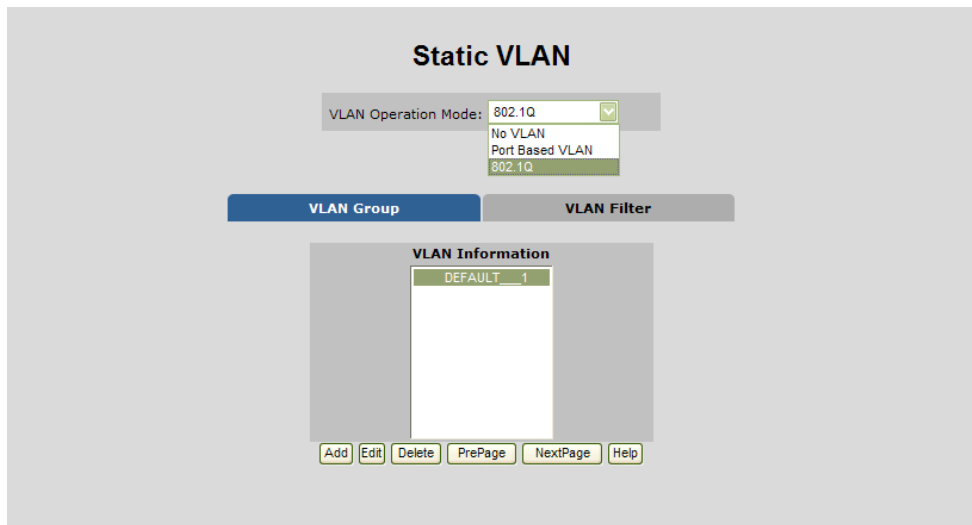 Static VLAN
VLAN Operation Mode: 802.1Q
No VLAN
Port Based VLAN
802.1Q
VLAN Group VLAN Filter
VLAN Information
DEFAULT___1
Add Edit Delete PrePage NextPage Help